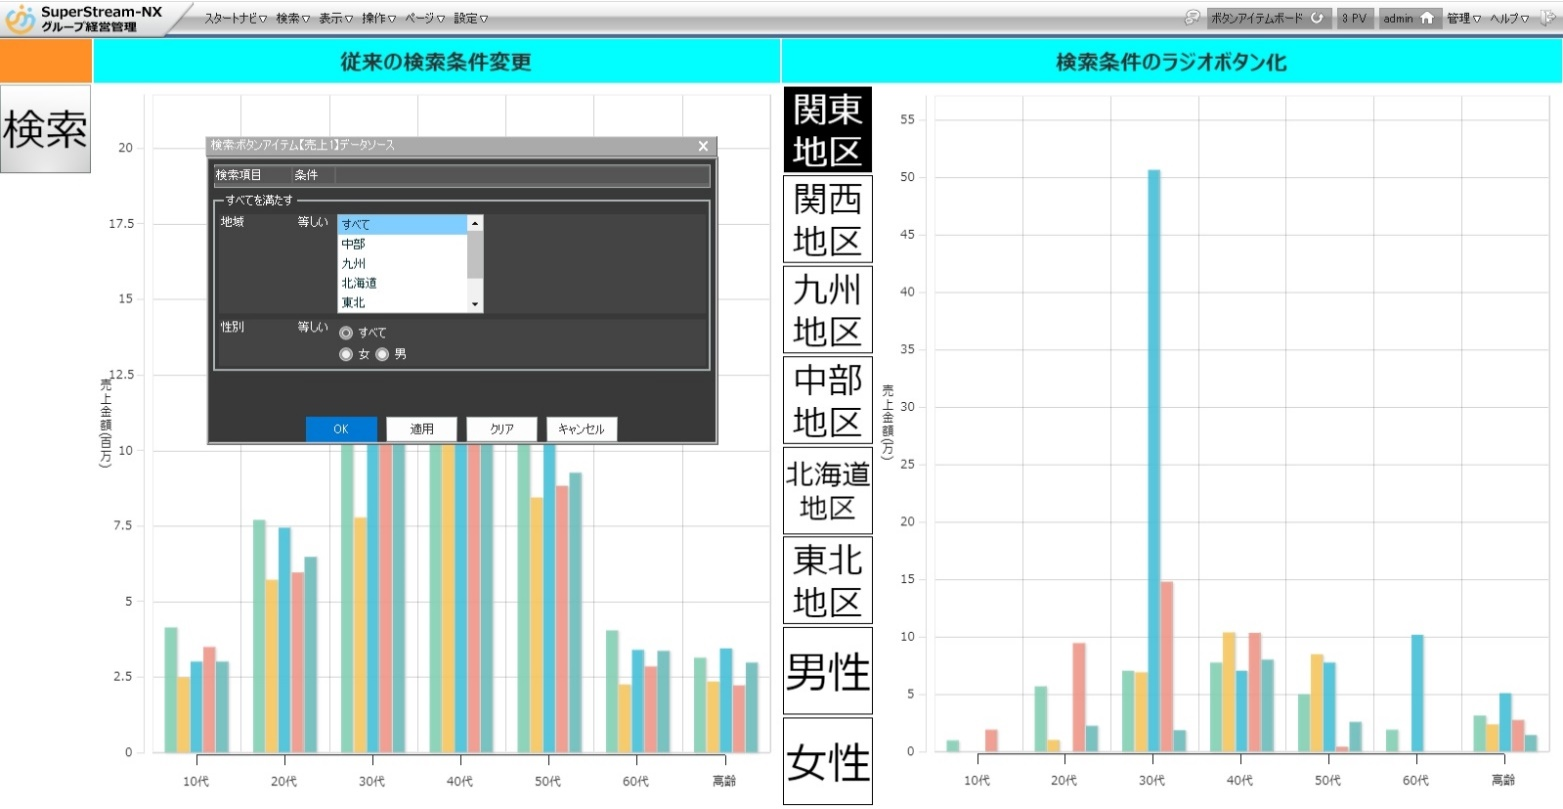 SuperStream-NX
グループ経営管理
スタートナビ▽ 検索▽ 表示▽ 操作▽ ページ▽ 設定▽
ボタンアイテムボード
3 PV
admin
管理▽ ヘルプ▽
従来の検索条件変更
検索
検索:ボタンアイテム【売上1】データソース
X
検索項目 条件
すべてを満たす
地域 等しい すべて
中部
九州
北海道
東北
性別 等しい すべて
女 男
OK 適用 クリア キャンセル
売上金額(百万)
20
17.5
15
12.5
10
7.5
5
2.5
0
10代 20代 30代 40代 50代 60代 高齢
検索条件のラジオボタン化
関東
地区
関西
地区
九州
地区
中部
地区
北海道
地区
東北
地区
男性
女性
売上金額(万)
55
50
45
40
35
30
25
20
15
10
5
0
10代 20代 30代 40代 50代 60代 高齢